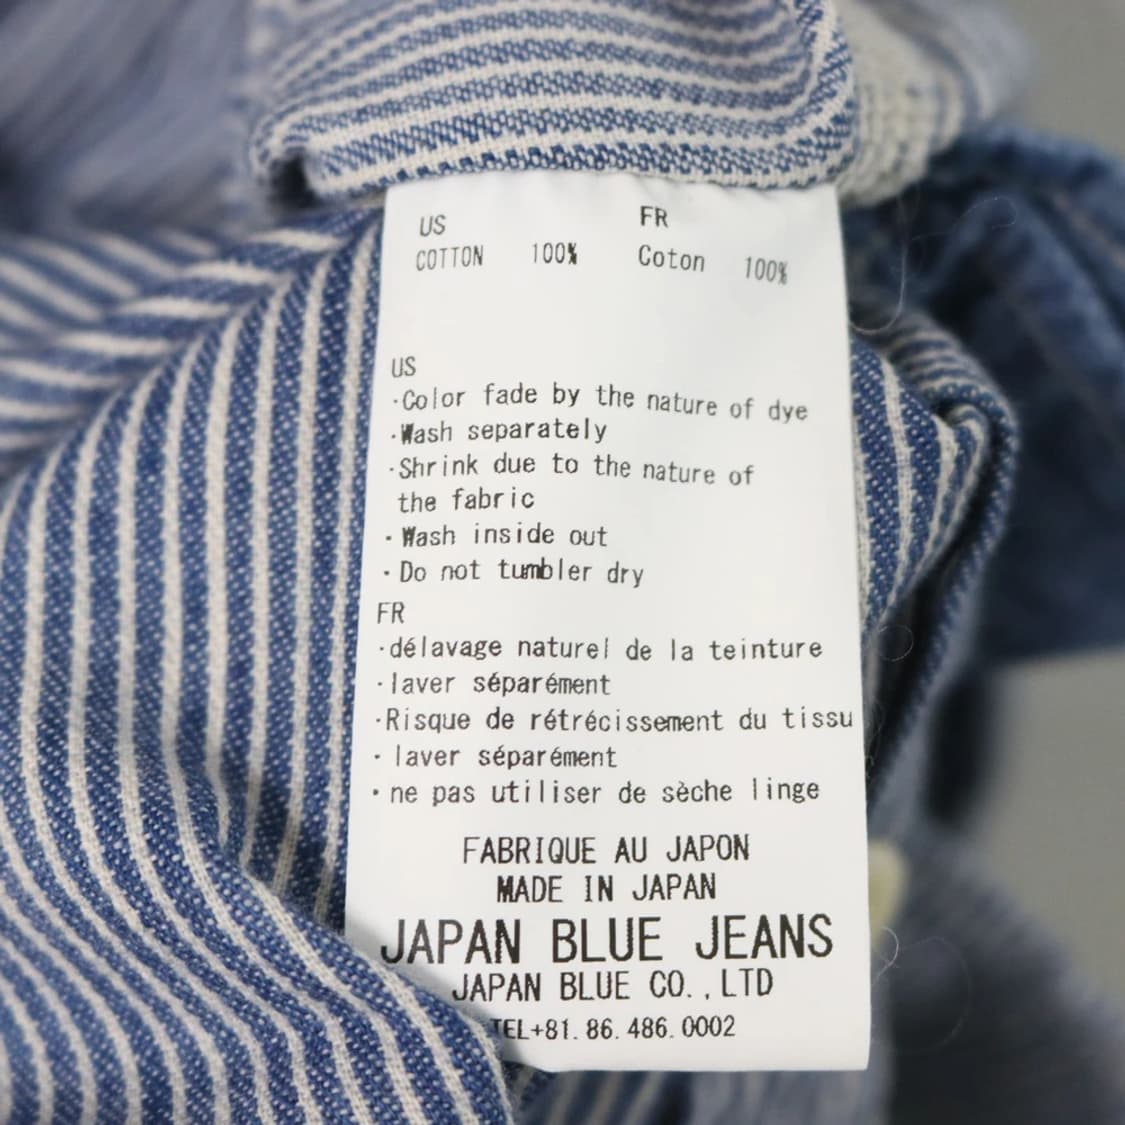 US
COTTON 100%
FR
Coton 100%
US
·Color fade by the nature of dye
·Wash separately
·Shrink due to the nature of
the fabric
·Wash inside out
·Do not tumbler dry
FR
·délavage naturel de la teinture
·laver séparément
·Risque de rétrécissement du tissu
·laver séparément
·ne pas utiliser de sèche linge
FABRIQUE AU JAPON
MADE IN JAPAN
JAPAN BLUE JEANS
JAPAN BLUE CO.,LTD
TEL+81.86.486.0002